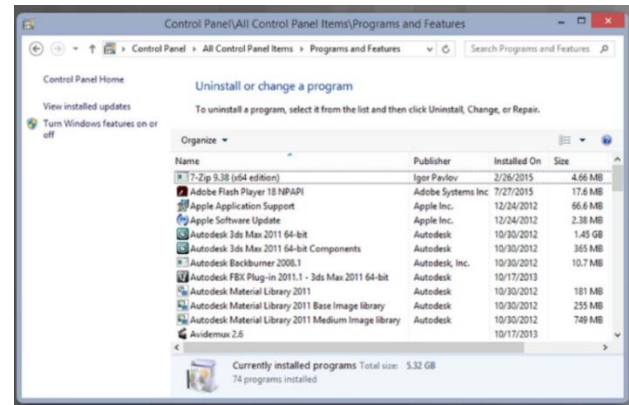 Control Panel\All Control Panel Items\Programs and Features
Control Panel ▸ All Control Panel Items ▸ Programs and Features
Search Programs and Features
Control Panel Home
View installed updates
Turn Windows features on or
off
Uninstall or change a program
To uninstall a program, select it from the list and then click Uninstall, Change, or Repair.
Organize
Name Publisher Installed On Size
7-Zip 9.38 (x64 edition) Igor Pavlov 2/26/2015 4.66 MB
Adobe Flash Player 18 NPAPI Adobe Systems Inc 7/27/2015 17.6 MB
Apple Application Support Apple Inc. 12/24/2012 66.6 MB
Apple Software Update Apple Inc. 12/24/2012 2.38 MB
Autodesk 3ds Max 2011 64-bit Autodesk 10/30/2012 1.45 GB
Autodesk 3ds Max 2011 64-bit Components Autodesk 10/30/2012 365 MB
Autodesk Backburner 2008.1 Autodesk, Inc. 10/30/2012 10.7 MB
Autodesk FBX Plug-in 2011.1 - 3ds Max 2011 64-bit Autodesk 10/17/2013
Autodesk Material Library 2011 Autodesk 10/30/2012 181 MB
Autodesk Material Library 2011 Base Image library Autodesk 10/30/2012 255 MB
Autodesk Material Library 2011 Medium Image library Autodesk 10/30/2012 749 MB
Avidemux 2.6 10/17/2013
Currently installed programs Total size: 5.32 GB
74 programs installed